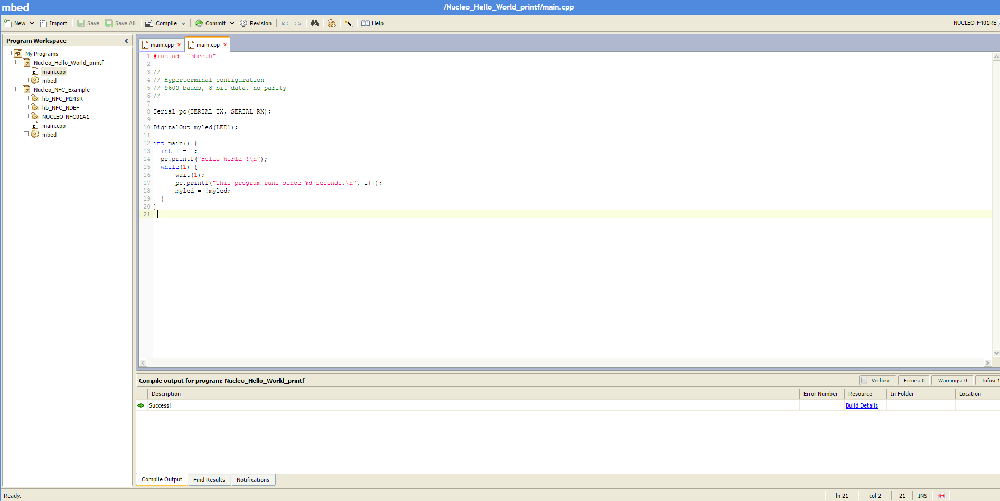 mbed
/Nucleo_Hello_World_printf/main.cpp
New Import Save Save All Compile Commit Revision Help NUCLEO-F401RE
Program Workspace
My Programs
Nucleo_Hello_World_printf
main.cpp
mbed
Nucleo_NFC_Example
lib_NFC_M24SR
lib_NFC_NDEF
NUCLEO-NFC01A1
main.cpp
mbed
main.cpp main.cpp
1 #include "mbed.h"
2
3 //------------------------------------
4 // Hyperterminal configuration
5 // 9600 bauds, 8-bit data, no parity
6 //------------------------------------
7
8 Serial pc(SERIAL_TX, SERIAL_RX);
9
10 DigitalOut myled(LED1);
11
12 int main() {
13 int i = 1;
14 pc.printf("Hello World !\n");
15 while(1) {
16 wait(1);
17 pc.printf("This program runs since %d seconds.\n", i++);
18 myled = !myled;
19 }
20 }
21
Compile output for program: Nucleo_Hello_World_printf Verbose Errors: 0 Warnings: 0 Infos: 1
Description Error Number Resource In Folder Location
Success! Build Details
Compile Output Find Results Notifications
Ready. ln 21 col 2 21 INS